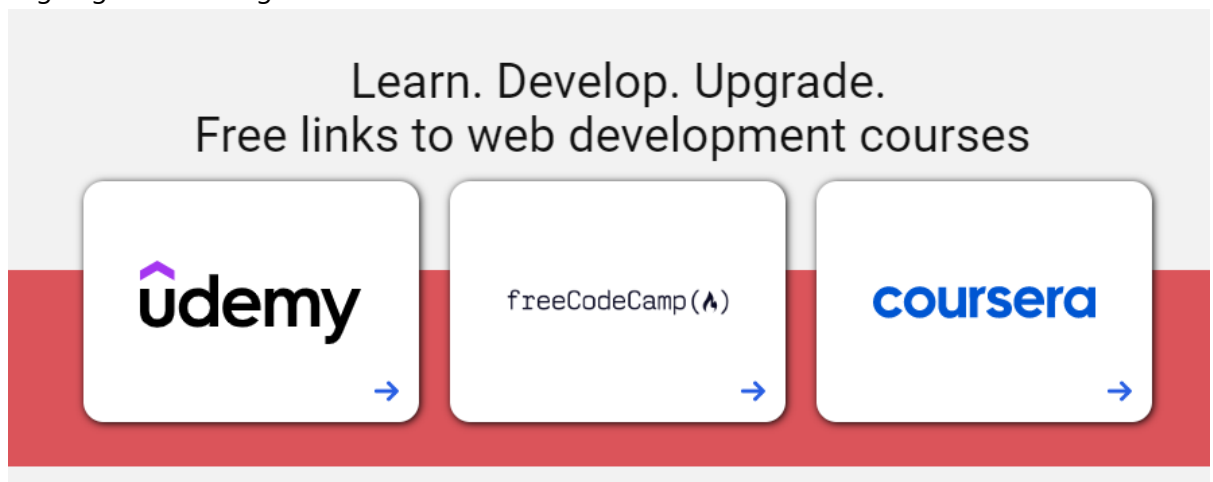 Learn. Develop. Upgrade.
Free links to web development courses
udemy
freeCodeCamp(🔥)
coursera